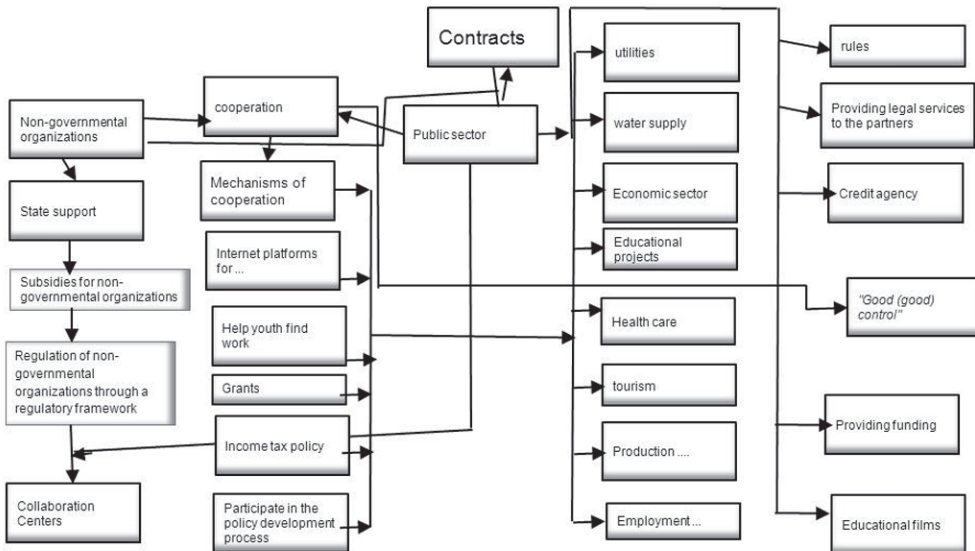 Contracts
Non-governmental
organizations
State support
Subsidies for non-
governmental organizations
Regulation of non-
governmental
organizations through a
regulatory framework
Collaboration
Centers
cooperation
Mechanisms of
cooperation
Internet platforms
for ...
Help youth find
work
Grants
Income tax policy
Participate in the
policy development
process
Public sector
utilities
water supply
Economic sector
Educational
projects
Health care
tourism
Production ....
Employment ...
rules
Providing legal services
to the partners
Credit agency
"Good (good)
control"
Providing funding
Educational films